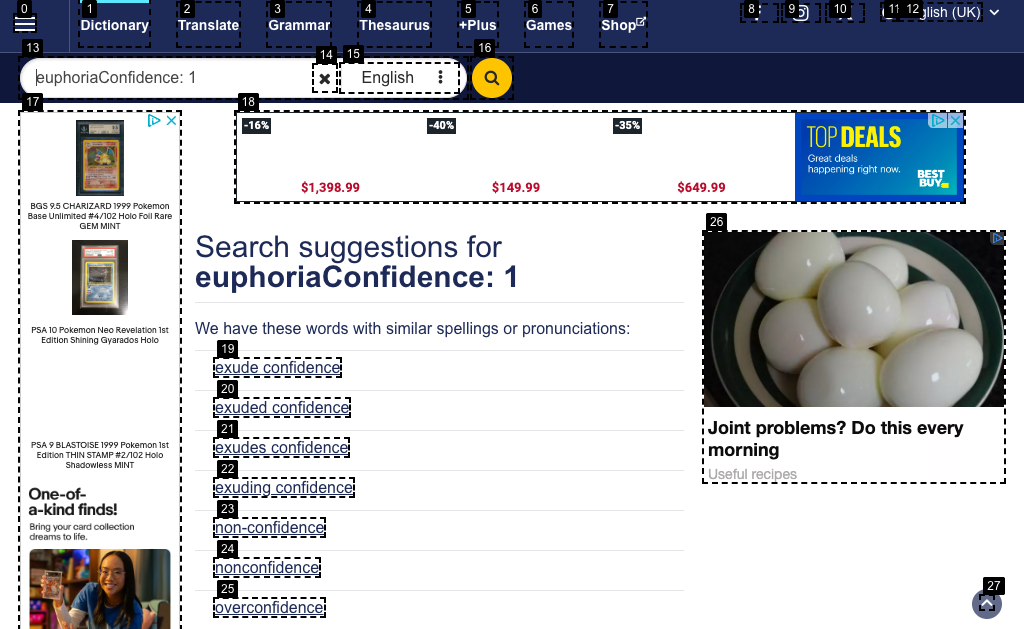 0
1
2
3
4
5
6
7
8
9
10
11
12
Dictionary
Translate
Grammar
Thesaurus
+Plus
Games
Shop
glish (UK)
13
14
15
16
euphoriaConfidence: 1
English
17
18
-16%
-40%
-35%
$1,398.99
$149.99
$649.99
TOP DEALS
Great deals
happening right now.
BEST
BUY
BGS 9.5 CHARIZARD 1999 Pokemon
Base Unlimited #4/102 Holo Foil Rare
GEM MINT
PSA 10 Pokemon Neo Revelation 1st
Edition Shining Gyarados Holo
PSA 9 BLASTOISE 1999 Pokemon 1st
Edition THIN STAMP #2/102 Holo
Shadowless MINT
One-of-
a-kind finds!
Bring your card collection
dreams to life.
Search suggestions for
euphoriaConfidence: 1
We have these words with similar spellings or pronunciations:
19
exude confidence
20
exuded confidence
21
exudes confidence
22
exuding confidence
23
non-confidence
24
nonconfidence
25
overconfidence
26
Joint problems? Do this every
morning
Useful recipes
27